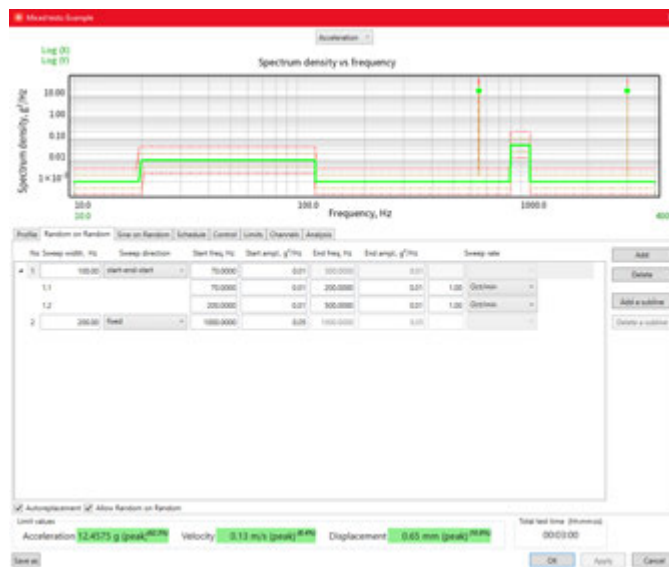 Mixed tests Example
Acceleration
Log (X)
Log (Y)
Spectrum density vs frequency
Spectrum density, g²/Hz
10.00
1.00
0.10
0.01
10.0
100.0
1000.0
10.0
Frequency, Hz
400
Profile Random on Random Sine on Random Schedule Control Limits Channels Analysis
No Sweep width, Hz Sweep direction Start freq, Hz Start ampl., g²/Hz End freq, Hz End ampl., g²/Hz Sweep rate
1 100.00 start-end-start 70.0000 0.01 500.0000 0.01
1.1 70.0000 0.01 200.0000 0.01 1.00 Oct/min
1.2 200.0000 0.01 500.0000 0.01 1.00 Oct/min
2 200.00 fixed 1000.0000 0.05 1000.0000 0.05
Add
Delete
Add a subline
Delete a subline
Autoreplacement Allow Random on Random
Limit values
Acceleration 12.4575 g (peak) Velocity 0.13 m/s (peak) Displacement 0.65 mm (peak)
Total test time (hh:mm:ss)
00:03:00
Save as OK Apply Cancel